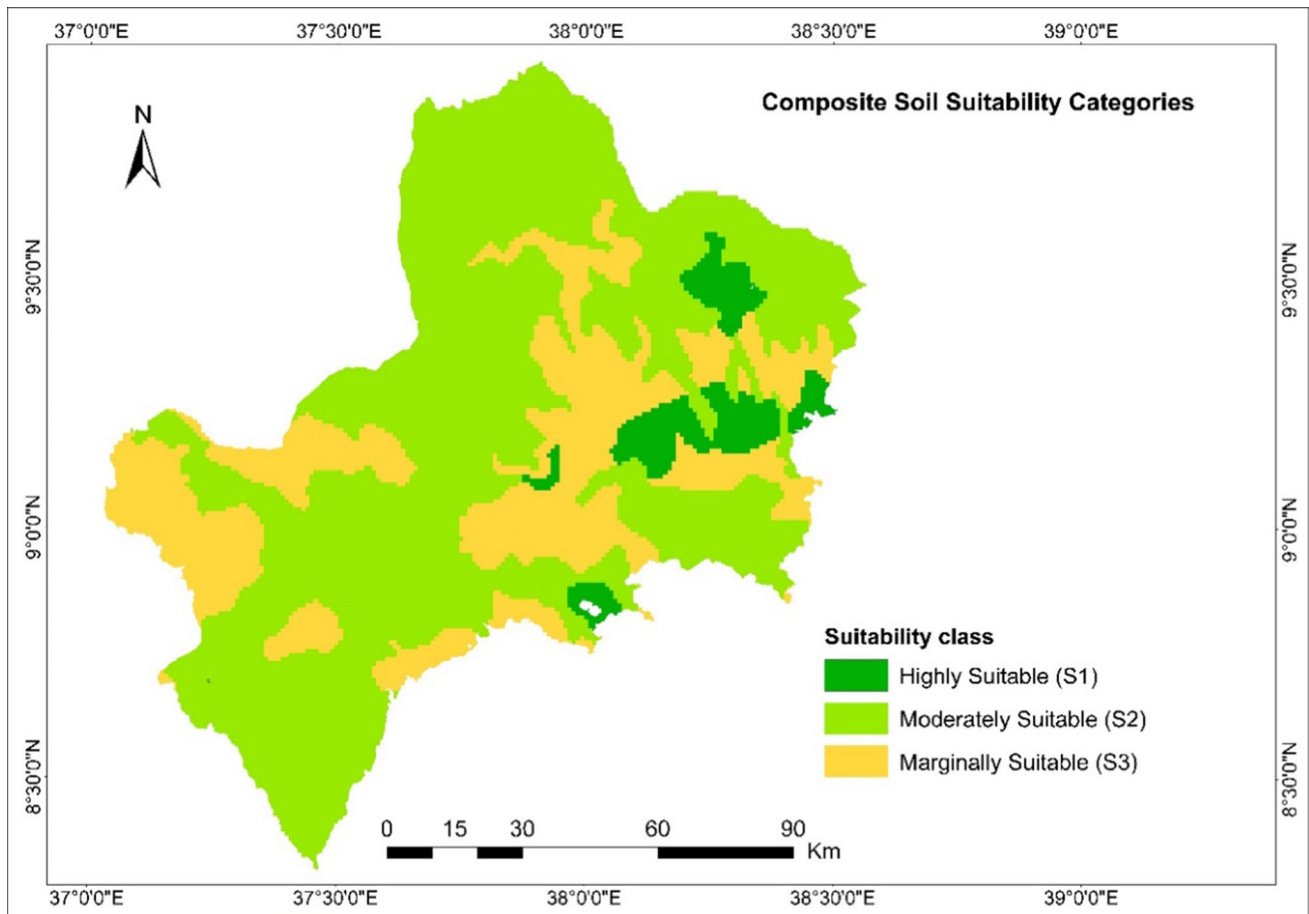 37°0'0"E 37°30'0"E 38°0'0"E 38°30'0"E 39°0'0"E
Composite Soil Suitability Categories
N
9°30'0"N 9°30'0"N
9°0'0"N 9°0'0"N
Suitability class
Highly Suitable (S1)
Moderately Suitable (S2)
Marginally Suitable (S3)
8°30'0"N 8°30'0"N
0 15 30 60 90
Km
37°0'0"E 37°30'0"E 38°0'0"E 38°30'0"E 39°0'0"E